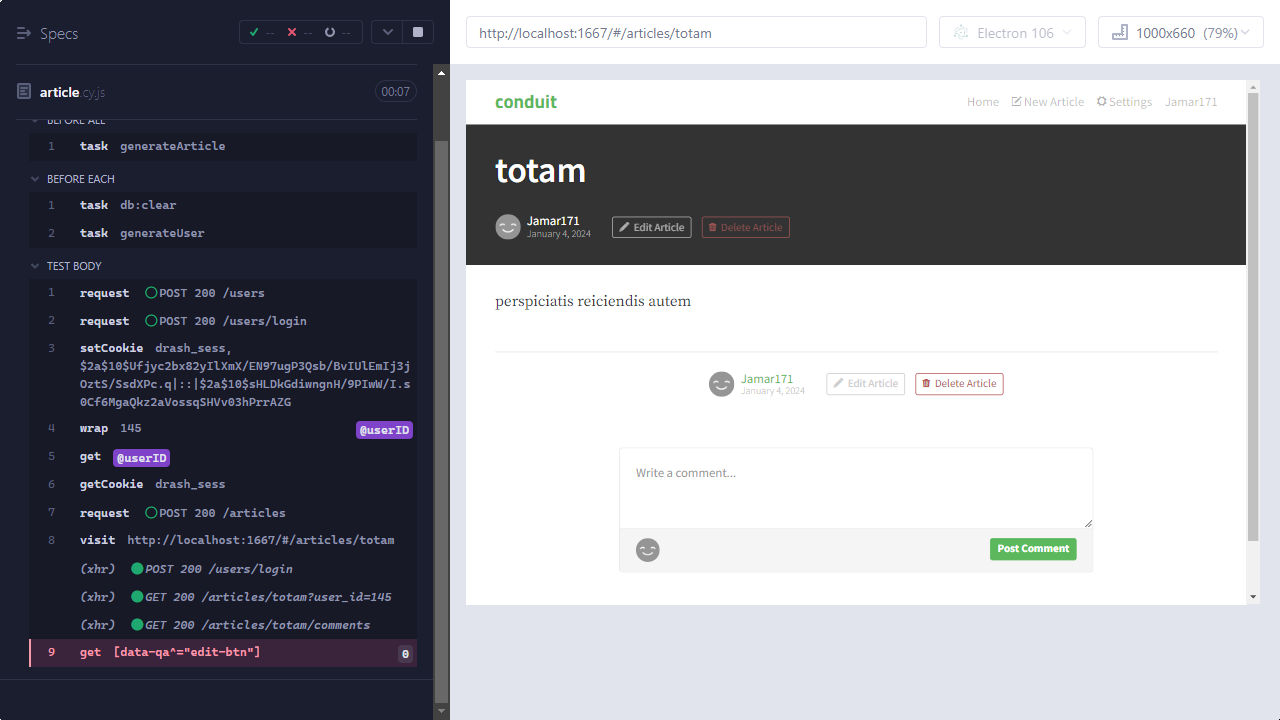 Specs
--
--
--
article.cy.js
00:07
BEFORE ALL
1 task generateArticle
BEFORE EACH
1 task db:clear
2 task generateUser
TEST BODY
1 request POST 200 /users
2 request POST 200 /users/login
3 setCookie drash_sess,
$2a$10$Ufjyc2bx82yIlXmX/EN97ugP3Qsb/BvIUlEmIj3j
OztS/SsdXPc.q|::|$2a$10$sHLDkGdiwngnH/9PIwW/I.s
0Cf6MgaQkz2aVossqSHVv03hPrrAZG
4 wrap 145 @userID
5 get @userID
6 getCookie drash_sess
7 request POST 200 /articles
8 visit http://localhost:1667/#/articles/totam
(xhr) POST 200 /users/login
(xhr) GET 200 /articles/totam?user_id=145
(xhr) GET 200 /articles/totam/comments
9 get [data-qa^="edit-btn"] 0
http://localhost:1667/#/articles/totam
Electron 106
1000x660 (79%)
conduit
Home New Article Settings Jamar171
totam
Jamar171
January 4, 2024
Edit Article
Delete Article
perspiciatis reiciendis autem
Jamar171
January 4, 2024
Edit Article
Delete Article
Write a comment...
Post Comment